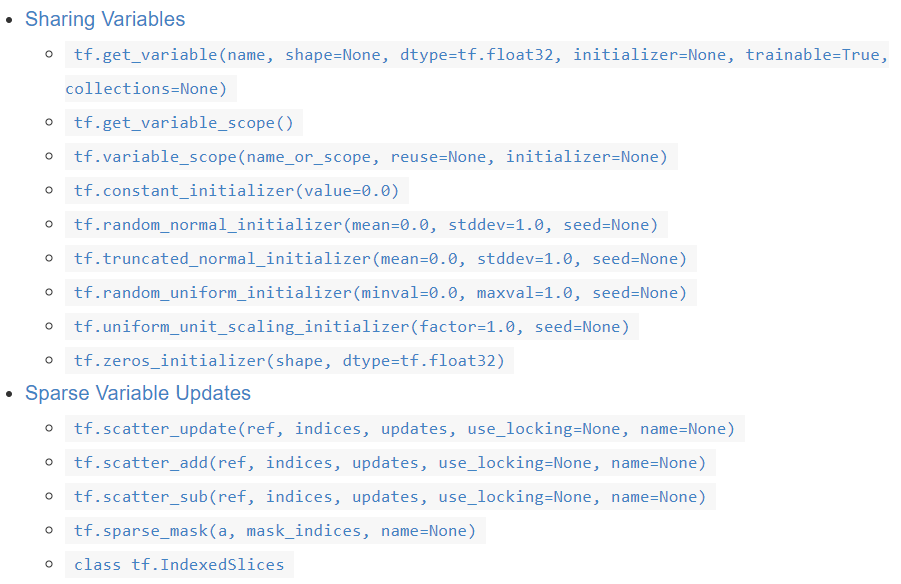 Sharing Variables
tf.get_variable(name, shape=None, dtype=tf.float32, initializer=None, trainable=True,
collections=None)
tf.get_variable_scope()
tf.variable_scope(name_or_scope, reuse=None, initializer=None)
tf.constant_initializer(value=0.0)
tf.random_normal_initializer(mean=0.0, stddev=1.0, seed=None)
tf.truncated_normal_initializer(mean=0.0, stddev=1.0, seed=None)
tf.random_uniform_initializer(minval=0.0, maxval=1.0, seed=None)
tf.uniform_unit_scaling_initializer(factor=1.0, seed=None)
tf.zeros_initializer(shape, dtype=tf.float32)
Sparse Variable Updates
tf.scatter_update(ref, indices, updates, use_locking=None, name=None)
tf.scatter_add(ref, indices, updates, use_locking=None, name=None)
tf.scatter_sub(ref, indices, updates, use_locking=None, name=None)
tf.sparse_mask(a, mask_indices, name=None)
class tf.IndexedSlices